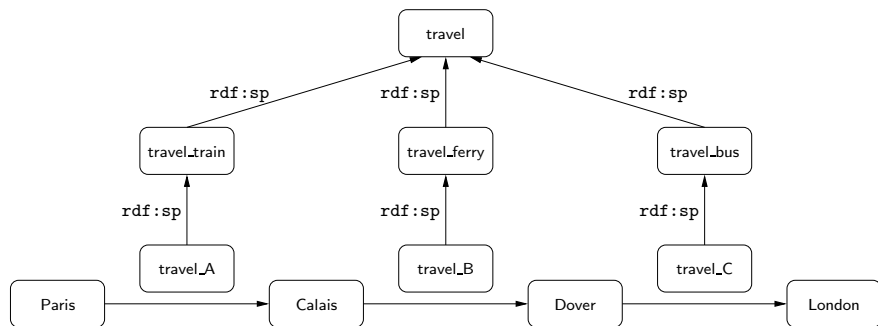 travel
rdf:sp rdf:sp rdf:sp
travel_train travel_ferry travel_bus
rdf:sp rdf:sp rdf:sp
travel_A travel_B travel_C
Paris Calais Dover London